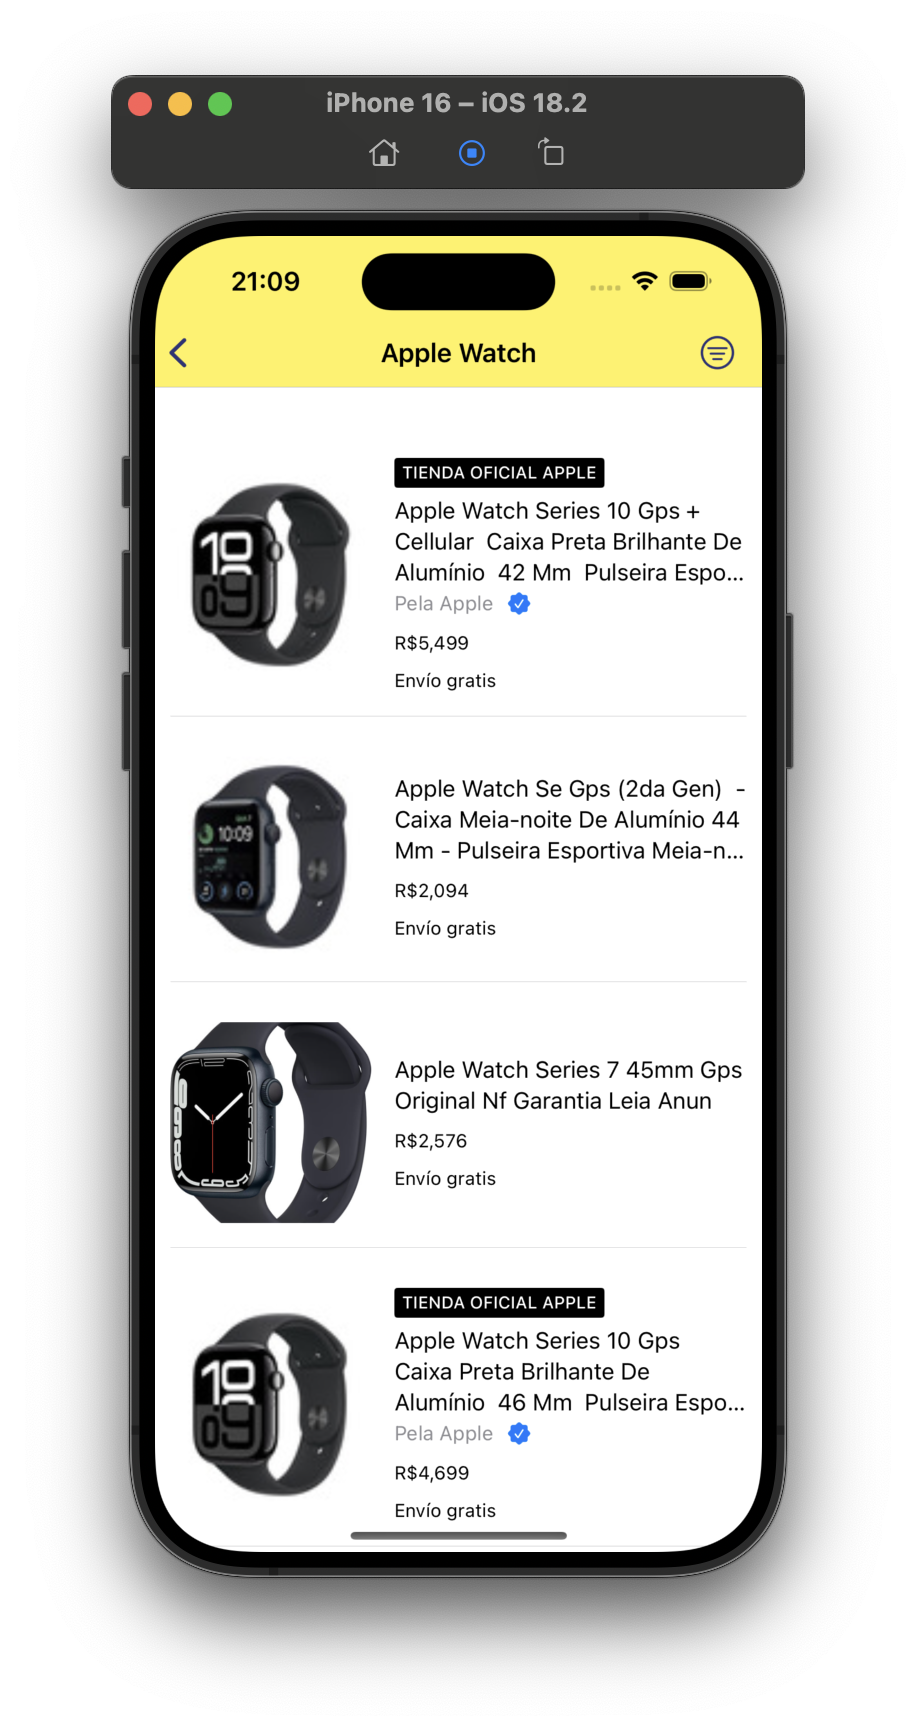 iPhone 16 – iOS 18.2
21:09
Apple Watch
TIENDA OFICIAL APPLE
Apple Watch Series 10 Gps +
Cellular  Caixa Preta Brilhante De
Alumínio  42 Mm  Pulseira Espo...
Pela Apple
R$5,499
Envío gratis
10:09
Apple Watch Se Gps (2da Gen)  -
Caixa Meia-noite De Alumínio 44
Mm - Pulseira Esportiva Meia-n...
R$2,094
Envío gratis
Apple Watch Series 7 45mm Gps
Original Nf Garantia Leia Anun
R$2,576
Envío gratis
10
09
TIENDA OFICIAL APPLE
Apple Watch Series 10 Gps
Caixa Preta Brilhante De
Alumínio  46 Mm  Pulseira Espo...
Pela Apple
R$4,699
Envío gratis